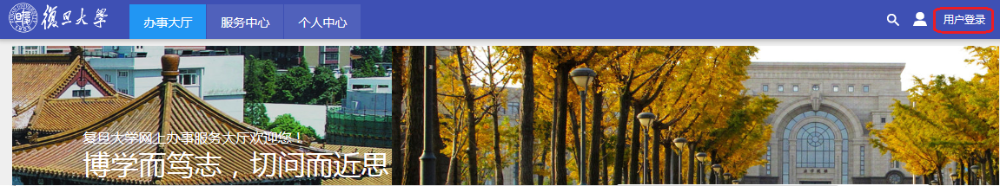 復旦大學
办事大厅
服务中心
个人中心
用户登录
复旦大学网上办事服务大厅欢迎您！
博学而笃志，切问而近思